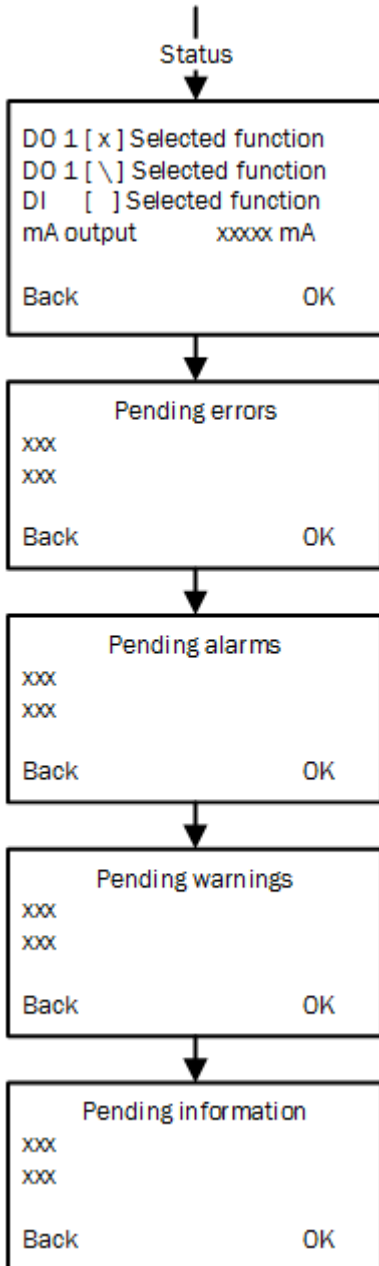 Status
DO 1 [ x ] Selected function
DO 1 [ \ ] Selected function
DI [ ] Selected function
mA output xxxxx mA
Back OK
Pending errors
xxx
xxx
Back OK
Pending alarms
xxx
xxx
Back OK
Pending warnings
xxx
xxx
Back OK
Pending information
xxx
xxx
Back OK